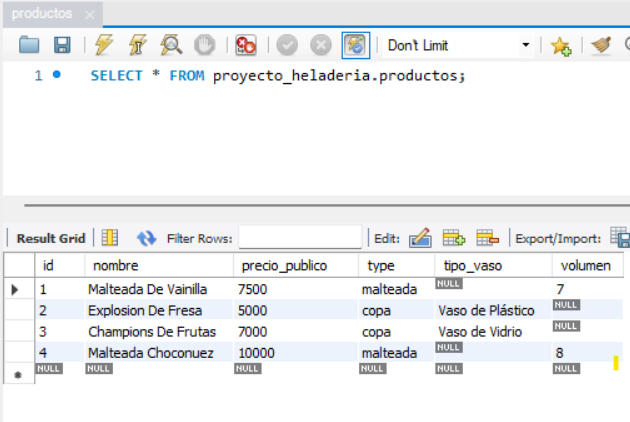 productos
Don't Limit
1 SELECT * FROM proyecto_heladeria.productos;
Result Grid Filter Rows: Edit: Export/Import:
id nombre precio_publico type tipo_vaso volumen
1 Malteada De Vainilla 7500 malteada NULL 7
2 Explosion De Fresa 5000 copa Vaso de Plástico NULL
3 Champions De Frutas 7000 copa Vaso de Vidrio NULL
4 Malteada Choconuez 10000 malteada NULL 8
NULL NULL NULL NULL NULL NULL